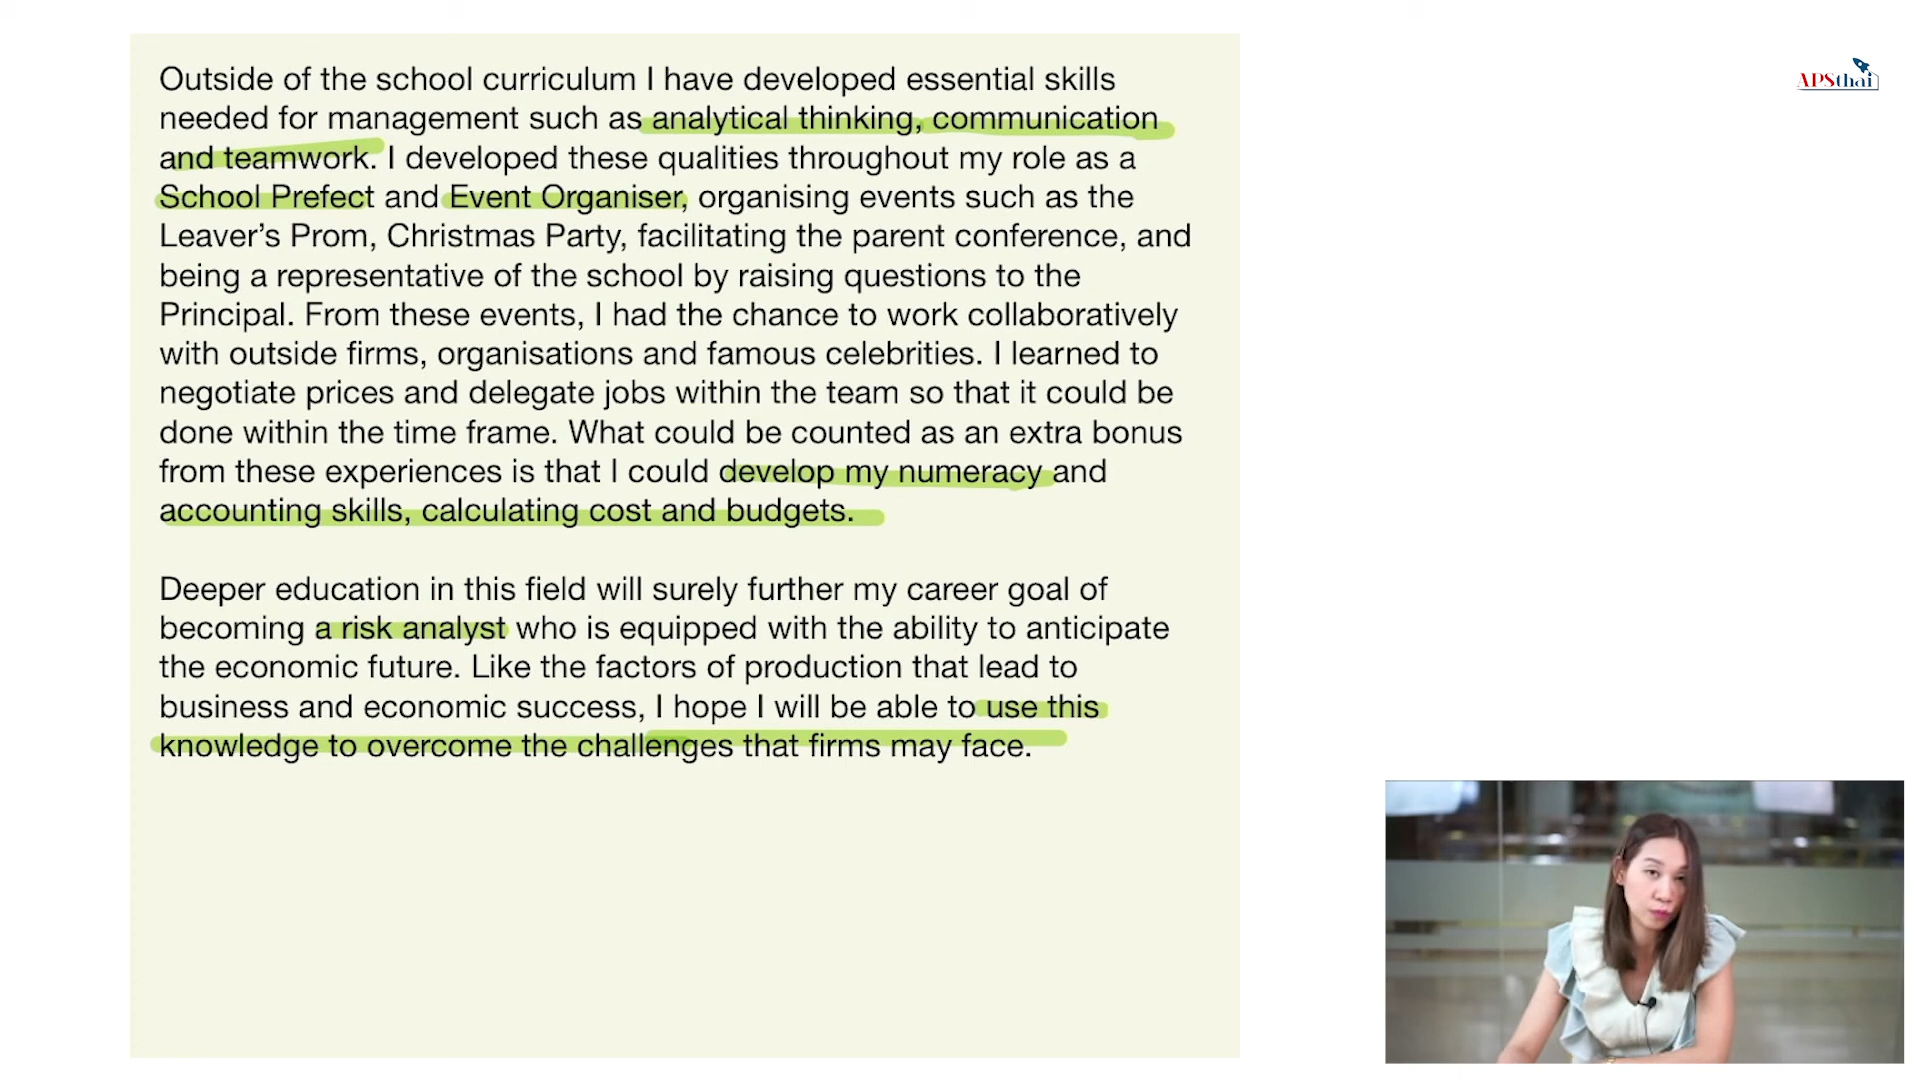 Outside of the school curriculum I have developed essential skills
needed for management such as analytical thinking, communication
and teamwork. I developed these qualities throughout my role as a
School Prefect and Event Organiser, organising events such as the
Leaver’s Prom, Christmas Party, facilitating the parent conference, and
being a representative of the school by raising questions to the
Principal. From these events, I had the chance to work collaboratively
with outside firms, organisations and famous celebrities. I learned to
negotiate prices and delegate jobs within the team so that it could be
done within the time frame. What could be counted as an extra bonus
from these experiences is that I could develop my numeracy and
accounting skills, calculating cost and budgets.
Deeper education in this field will surely further my career goal of
becoming a risk analyst who is equipped with the ability to anticipate
the economic future. Like the factors of production that lead to
business and economic success, I hope I will be able to use this
knowledge to overcome the challenges that firms may face.
APSthai